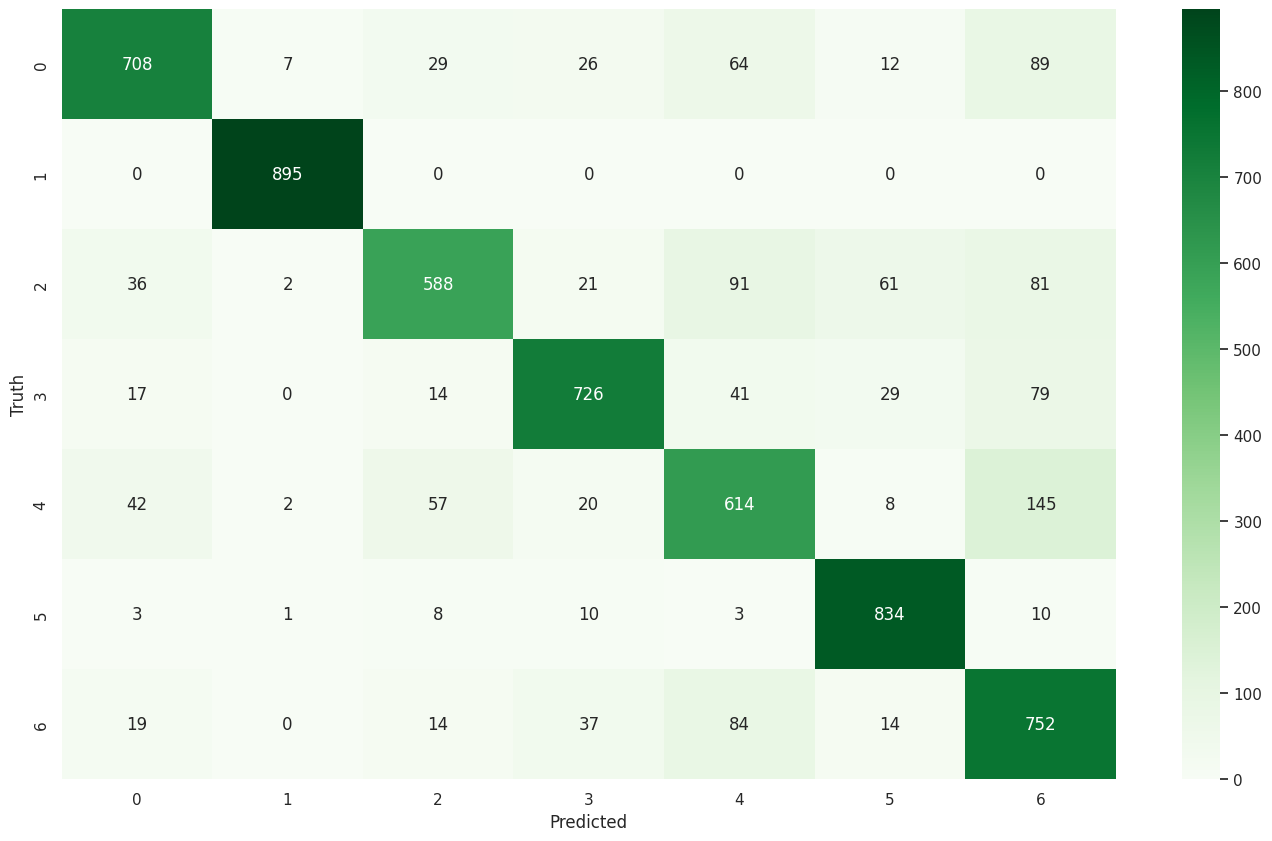 0 708 7 29 26 64 12 89
1 0 895 0 0 0 0 0
2 36 2 588 21 91 61 81
3 17 0 14 726 41 29 79
4 42 2 57 20 614 8 145
5 3 1 8 10 3 834 10
6 19 0 14 37 84 14 752
0 1 2 3 4 5 6
Predicted
Truth
800
700
600
500
400
300
200
100
0